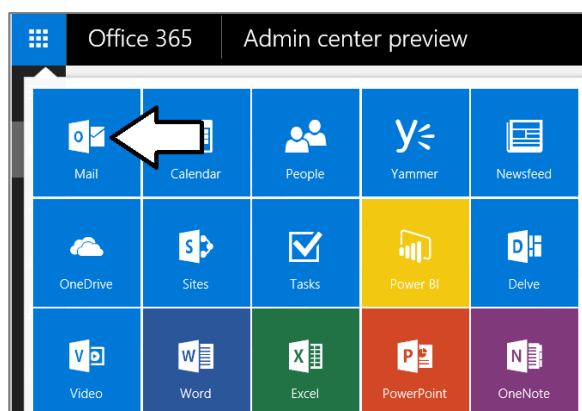 Office 365 Admin center preview
Mail Calendar People Yammer Newsfeed
OneDrive Sites Tasks Power BI Delve
Video Word Excel PowerPoint OneNote